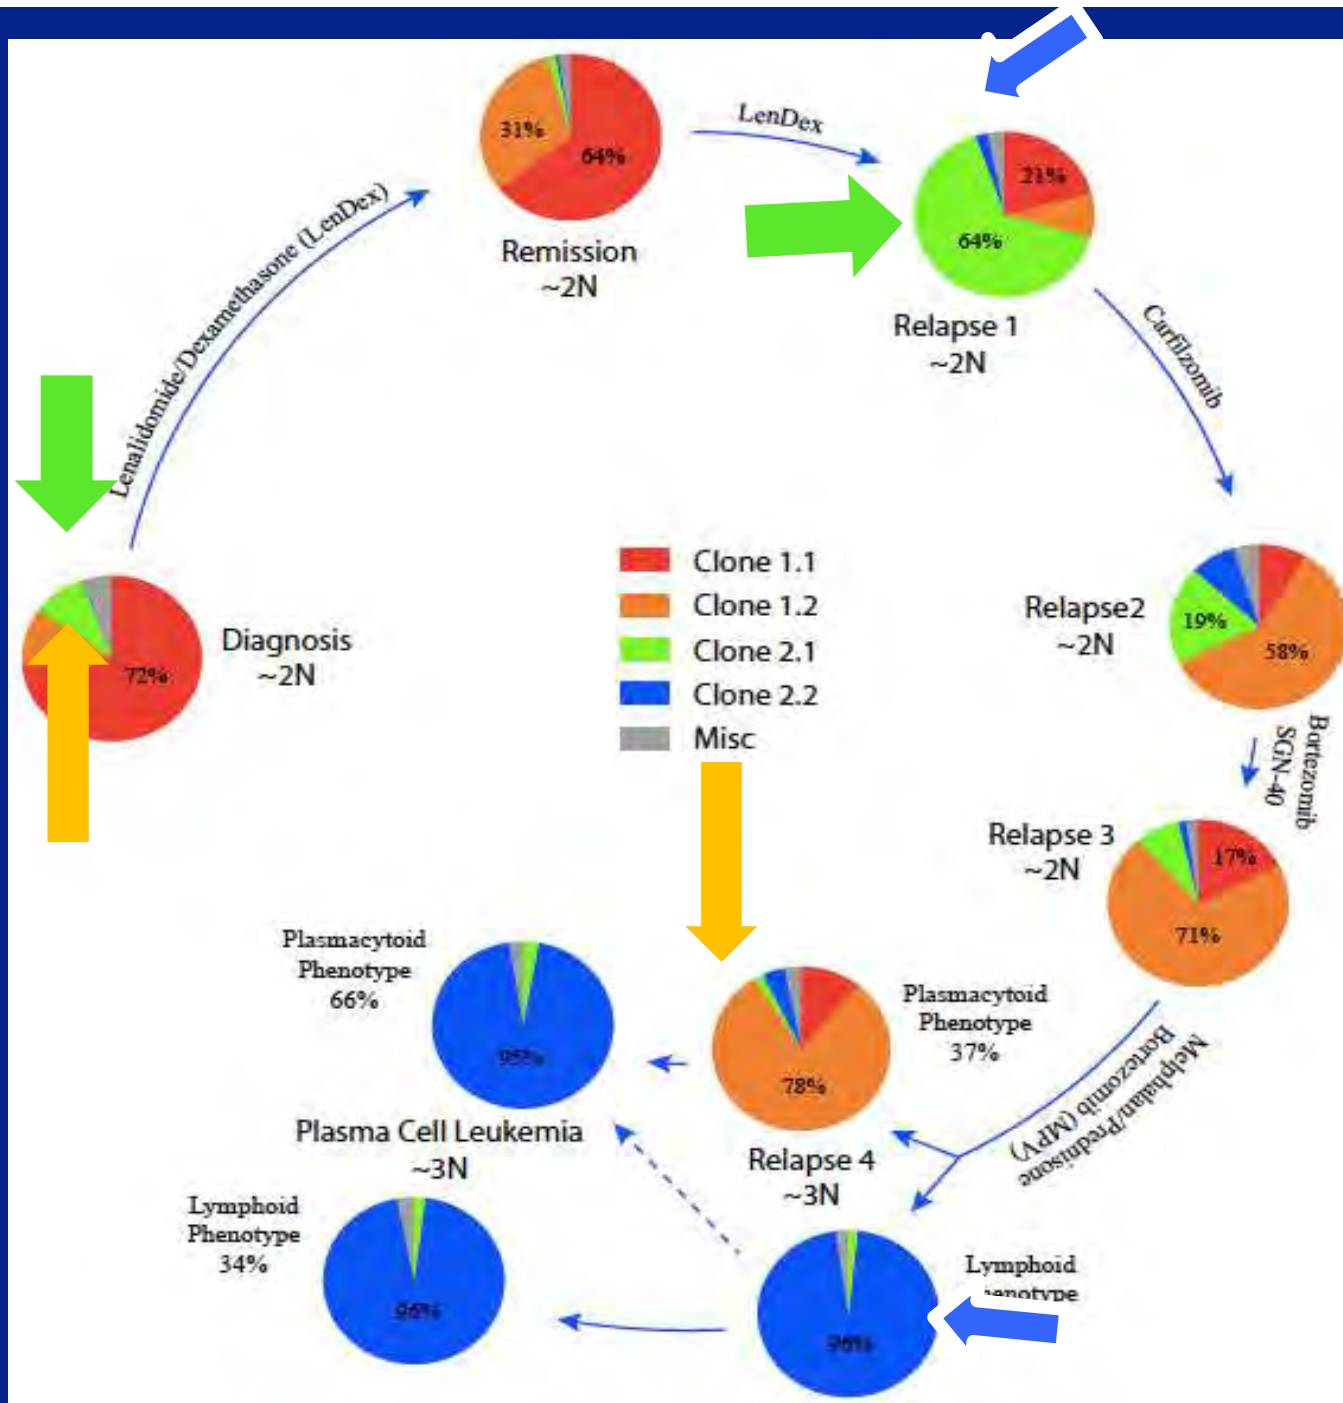 31%
64%
Remission
~2N
LenDex
21%
64%
Relapse 1
~2N
Lenalidomide/Dexamethasone (LenDex)
Carfilzomib
72%
Diagnosis
~2N
Clone 1.1
Clone 1.2
Clone 2.1
Clone 2.2
Misc
Relapse2
~2N
19%
58%
Bortezomib
SGN-40
Relapse 3
~2N
17%
71%
Melphalan/Prednisone
Bortezomib (MPV)
Plasmacytoid
Phenotype
66%
95%
Plasma Cell Leukemia
~3N
Plasmacytoid
Phenotype
37%
78%
Relapse 4
~3N
Lymphoid
Phenotype
34%
96%
Lymphoid
96%